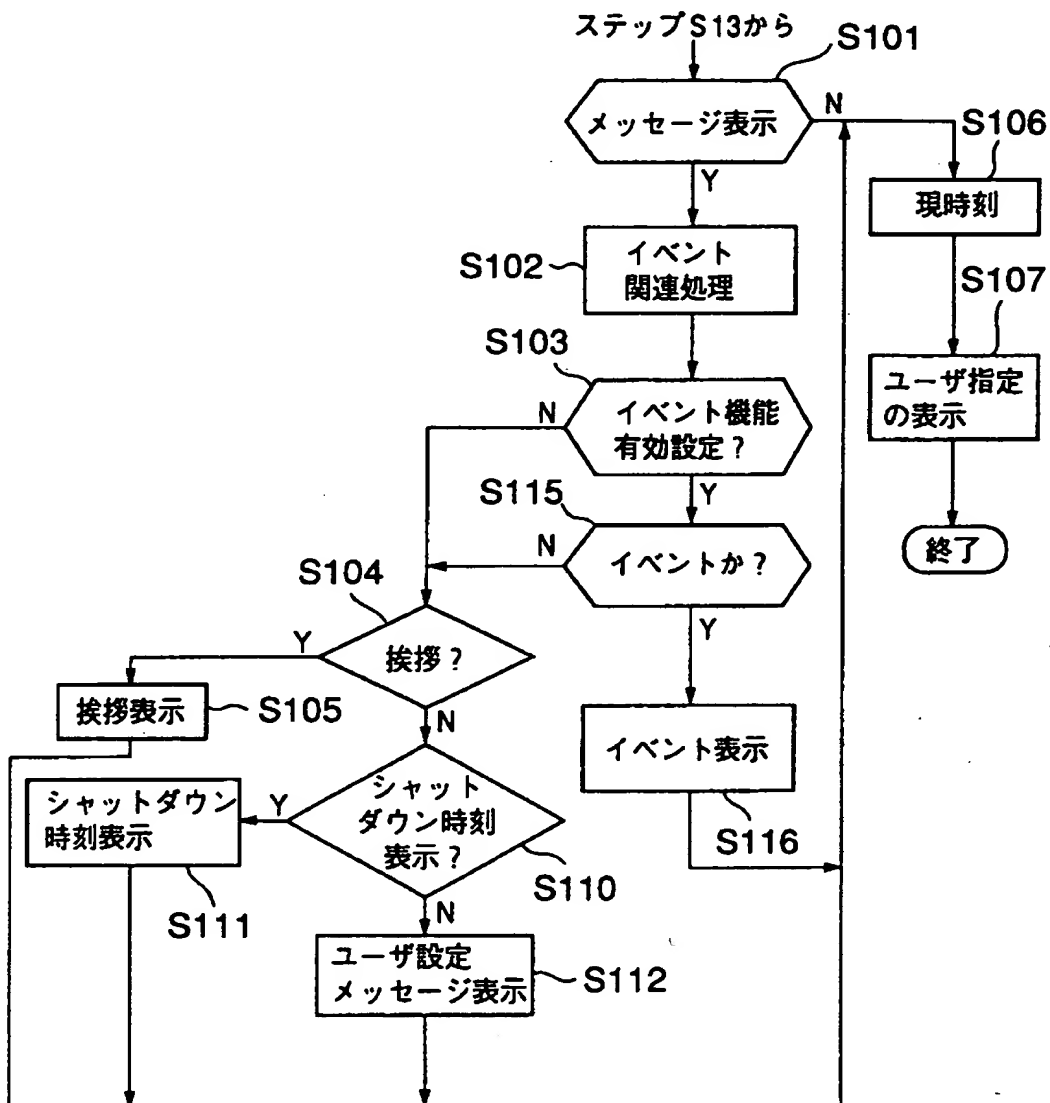 ステップS13から
S101
メッセージ表示
N
S106
現時刻
Y
S102
イベント
関連処理
S107
ユーザ指定
の表示
S103
N
イベント機能
有効設定?
Y
終了
S115
N
イベントか?
Y
S104
Y
挨拶?
N
挨拶表示
S105
イベント表示
S116
シャットダウン
時刻表示
S111
Y
シャット
ダウン時刻
表示?
S110
N
ユーザ設定
メッセージ表示
S112